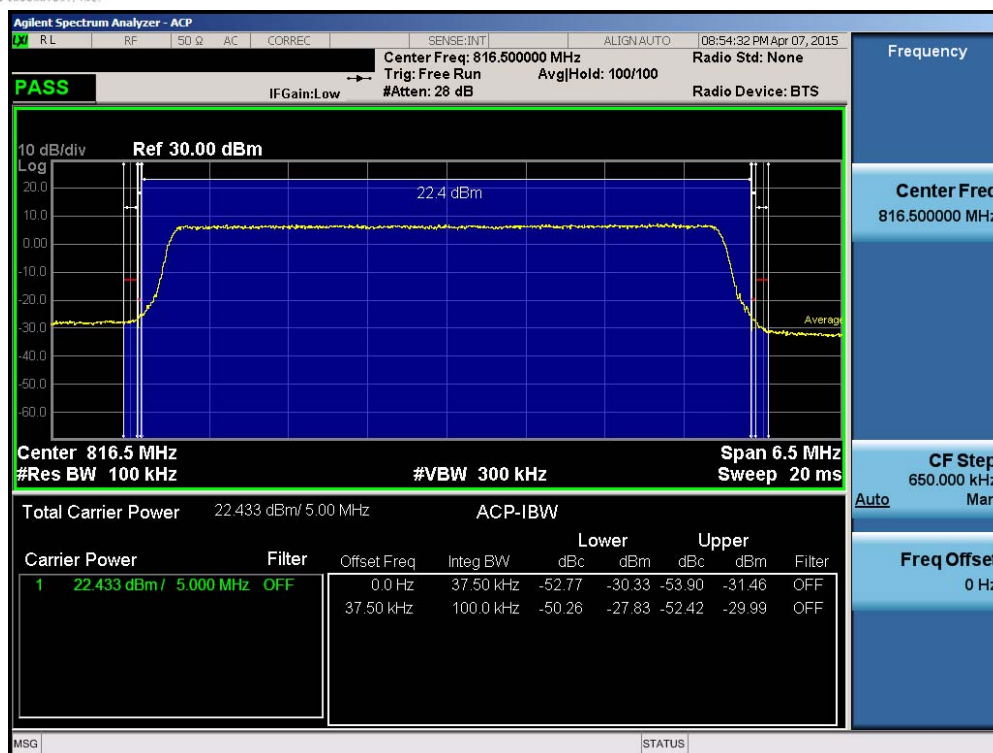 Agilent Spectrum Analyzer - ACP
LXI RL RF 50 Ω AC CORREC SENSE:INT ALIGN AUTO 08:54:32 PM Apr 07, 2015
Center Freq: 816.500000 MHz Radio Std: None
Trig: Free Run Avg|Hold: 100/100
PASS IFGain:Low #Atten: 28 dB Radio Device: BTS
Frequency
10 dB/div Ref 30.00 dBm
Log
20.0
10.0
0.00
-10.0
-20.0
-30.0
-40.0
-50.0
-60.0
22.4 dBm
Average
Center 816.5 MHz Span 6.5 MHz
#Res BW 100 kHz #VBW 300 kHz Sweep 20 ms
Center Freq
816.500000 MHz
CF Step
650.000 kHz
Auto Man
Freq Offset
0 Hz
Total Carrier Power 22.433 dBm/ 5.00 MHz ACP-IBW
Lower Upper
Carrier Power Filter Offset Freq Integ BW dBc dBm dBc dBm Filter
1 22.433 dBm / 5.000 MHz OFF 0.0 Hz 37.50 kHz -52.77 -30.33 -53.90 -31.46 OFF
37.50 kHz 100.0 kHz -50.26 -27.83 -52.42 -29.99 OFF
MSG STATUS